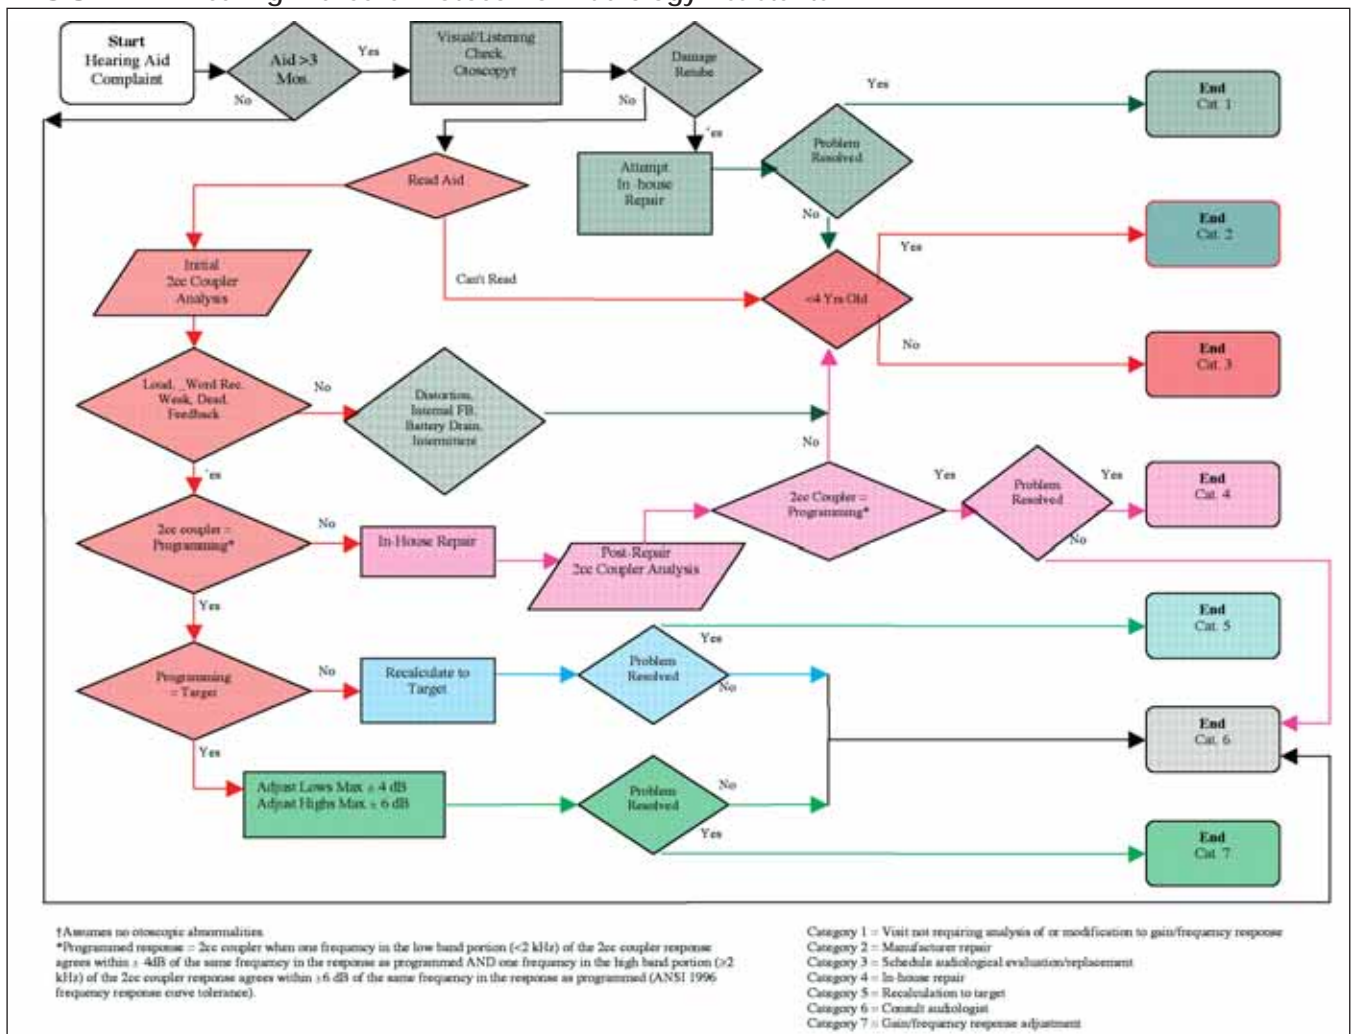 Start
Hearing Aid
Complaint
Aid >3
Mos.
Yes
No
Visual/Listening
Check,
Otoscopy†
Damage
Retube
No
Yes
Attempt
In-house
Repair
Problem
Resolved
Yes
No
End
Cat. 1
Read Aid
Can't Read
<4 Yrs Old
Yes
No
End
Cat. 2
End
Cat. 3
Initial
2cc Coupler
Analysis
Loud, _Word Rec.
Weak, Dead,
Feedback
No
Yes
Distortion,
Internal FB,
Battery Drain,
Intermittent
2cc coupler =
Programming*
No
Yes
In-House Repair
Post-Repair
2cc Coupler Analysis
2cc Coupler =
Programming*
No
Yes
Problem
Resolved
Yes
No
End
Cat. 4
Programming
= Target
No
Yes
Recalculate to
Target
Problem
Resolved
Yes
No
End
Cat. 5
End
Cat. 6
Adjust Lows Max ± 4 dB
Adjust Highs Max ± 6 dB
Problem
Resolved
No
Yes
End
Cat. 7
†Assumes no otoscopic abnormalities
*Programmed response = 2cc coupler when one frequency in the low band portion (<2 kHz) of the 2cc coupler response
agrees within ± 4dB of the same frequency in the response as programmed AND one frequency in the high band portion (≥2
kHz) of the 2cc coupler response agrees within ±6 dB of the same frequency in the response as programmed (ANSI 1996
frequency response curve tolerance).
Category 1 = Visit not requiring analysis of or modification to gain/frequency response
Category 2 = Manufacturer repair
Category 3 = Schedule audiological evaluation/replacement
Category 4 = In-house repair
Category 5 = Recalculation to target
Category 6 = Consult audiologist
Category 7 = Gain/frequency response adjustment